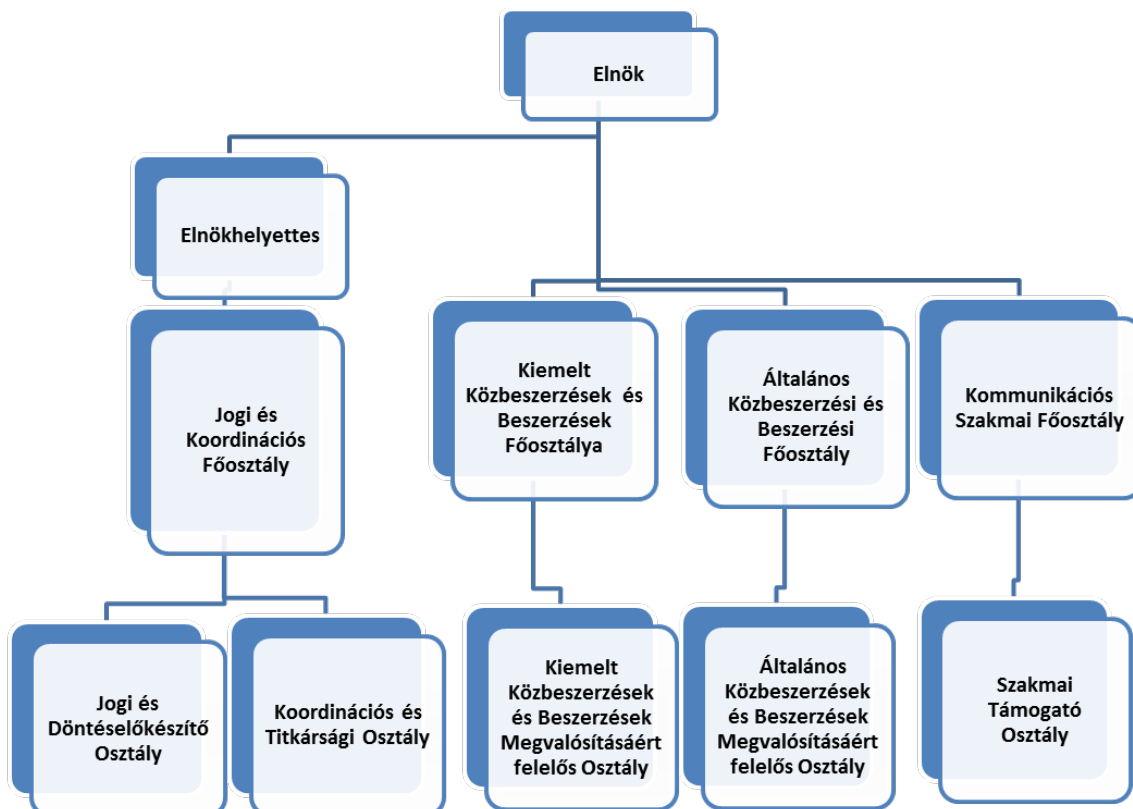 Elnök
Elnökhelyettes
Jogi és
Koordinációs
Főosztály
Kiemelt
Közbeszerzések és
Beszerzések
Főosztálya
Általános
Közbeszerzési és
Beszerzési
Főosztály
Kommunikációs
Szakmai Főosztály
Jogi és
Döntéselőkészítő
Osztály
Koordinációs és
Titkársági Osztály
Kiemelt
Közbeszerzések
és Beszerzések
Megvalósításáért
felelős Osztály
Általános
Közbeszerzések
és Beszerzések
Megvalósításáért
felelős Osztály
Szakmai
Támogató
Osztály